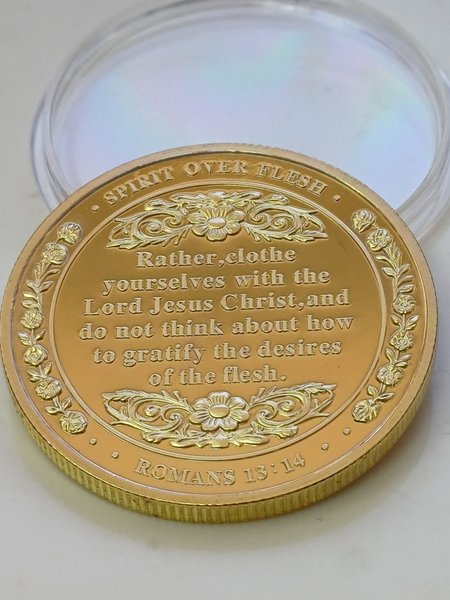 SPIRIT OVER FLESH
Rather,clothe
yourselves with the
Lord Jesus Christ,and
do not think about how
to gratify the desires
of the flesh.
ROMANS 13:14